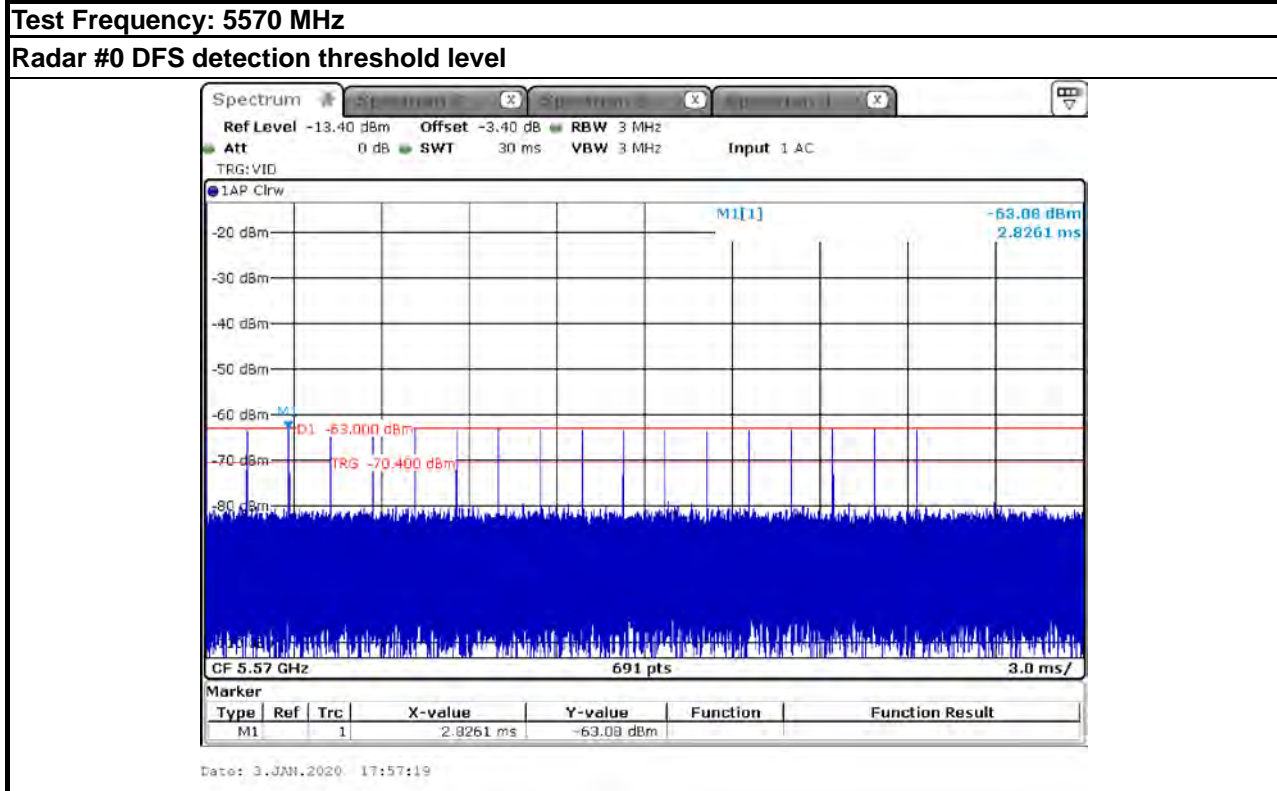 Test Frequency: 5570 MHz
Radar #0 DFS detection threshold level
Spectrum
Ref Level -13.40 dBm Offset -3.40 dB RBW 3 MHz
Att 0 dB SWT 30 ms VBW 3 MHz Input 1 AC
TRG:VID
1AP Clrw
M1[1] -63.08 dBm
2.8261 ms
-20 dBm
-30 dBm
-40 dBm
-50 dBm
-60 dBm
M1
D1 -63.000 dBm
-70 dBm
TRG -70.400 dBm
-80 dBm
CF 5.57 GHz 691 pts 3.0 ms/
Marker
Type Ref Trc X-value Y-value Function Function Result
M1 1 2.8261 ms -63.08 dBm
Date: 3.JAN.2020 17:57:19